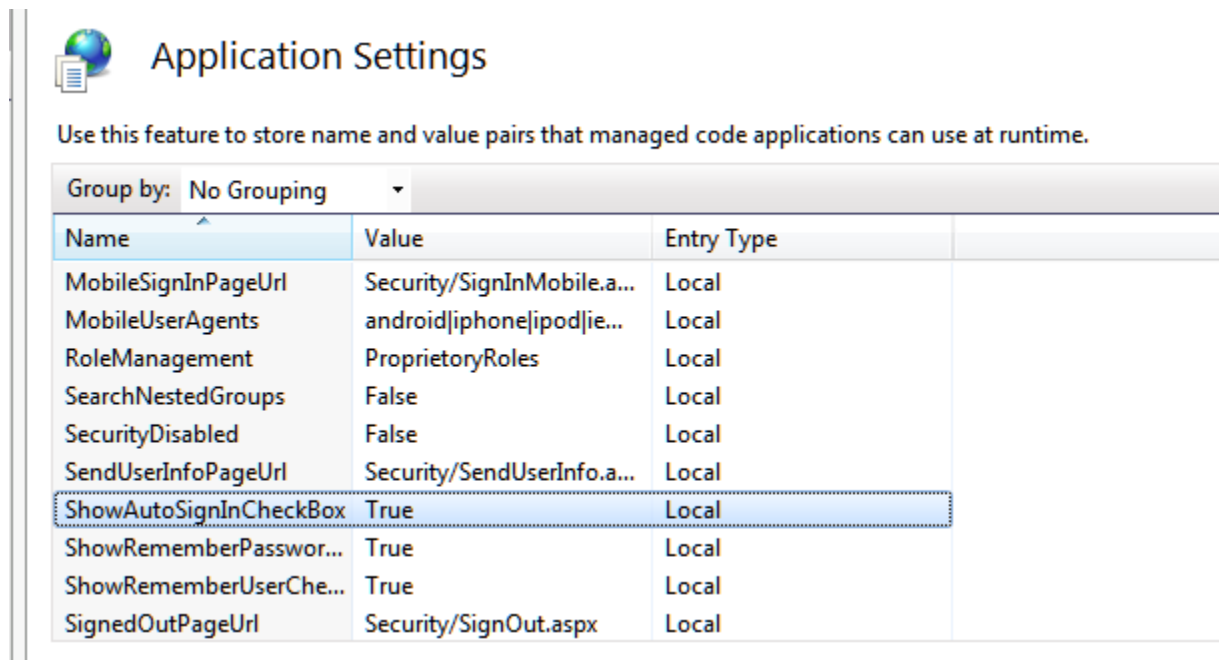 Application Settings
Use this feature to store name and value pairs that managed code applications can use at runtime.
Group by: No Grouping
Name Value Entry Type
MobileSignInPageUrl Security/SignInMobile.a... Local
MobileUserAgents android|iphone|ipod|ie... Local
RoleManagement ProprietoryRoles Local
SearchNestedGroups False Local
SecurityDisabled False Local
SendUserInfoPageUrl Security/SendUserInfo.a... Local
ShowAutoSignInCheckBox True Local
ShowRememberPasswor... True Local
ShowRememberUserChe... True Local
SignedOutPageUrl Security/SignOut.aspx Local